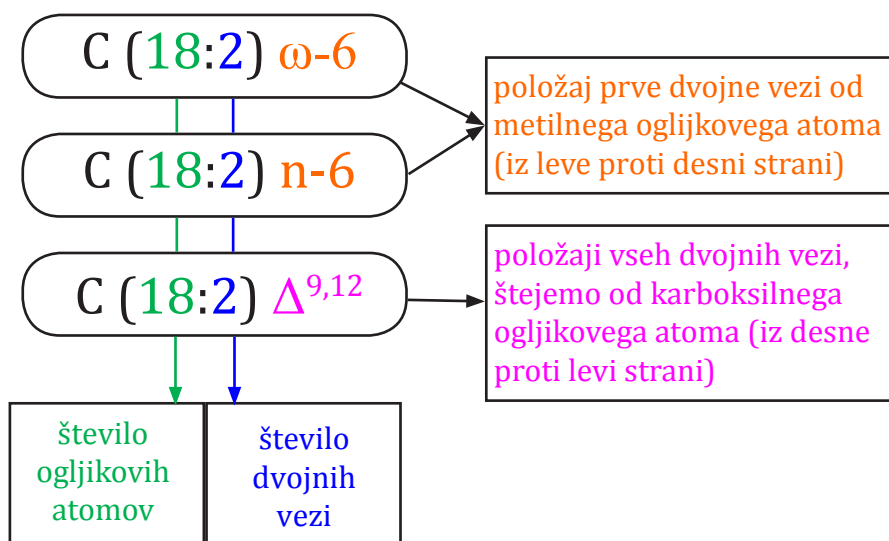 C (18:2) ω-6
C (18:2) n-6
C (18:2) Δ9,12
položaj prve dvojne vezi od
metilnega oglijkovega atoma
(iz leve proti desni strani)
položaji vseh dvojnih vezi,
štejemo od karboksilnega
ogljikovega atoma (iz desne
proti levi strani)
število
ogljikovih
atomov
število
dvojnih
vezi